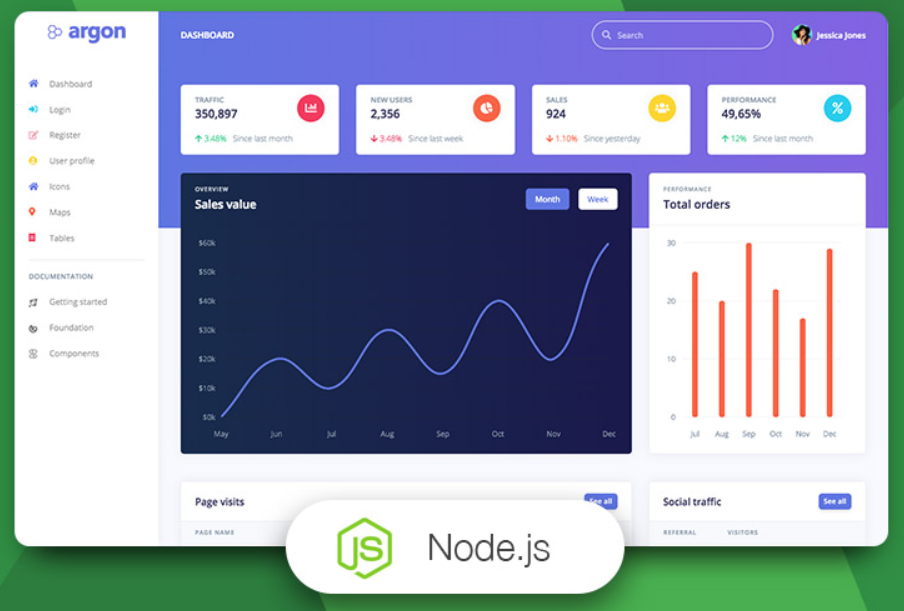 argon
DASHBOARD
Search
Jessica Jones
Dashboard
Login
Register
User profile
Icons
Maps
Tables
DOCUMENTATION
Getting started
Foundation
Components
TRAFFIC
350,897
3.48% Since last month
NEW USERS
2,356
3.48% Since last week
SALES
924
1.10% Since yesterday
PERFORMANCE
49,65%
12% Since last month
OVERVIEW
Sales value
Month
Week
$60k
$50k
$40k
$30k
$20k
$10k
$0k
May Jun Jul Aug Sep Oct Nov Dec
PERFORMANCE
Total orders
30
20
10
0
Jul Aug Sep Oct Nov Dec
Page visits
See all
PAGE NAME
Social traffic
See all
REFERRAL VISITORS
JS
Node.js